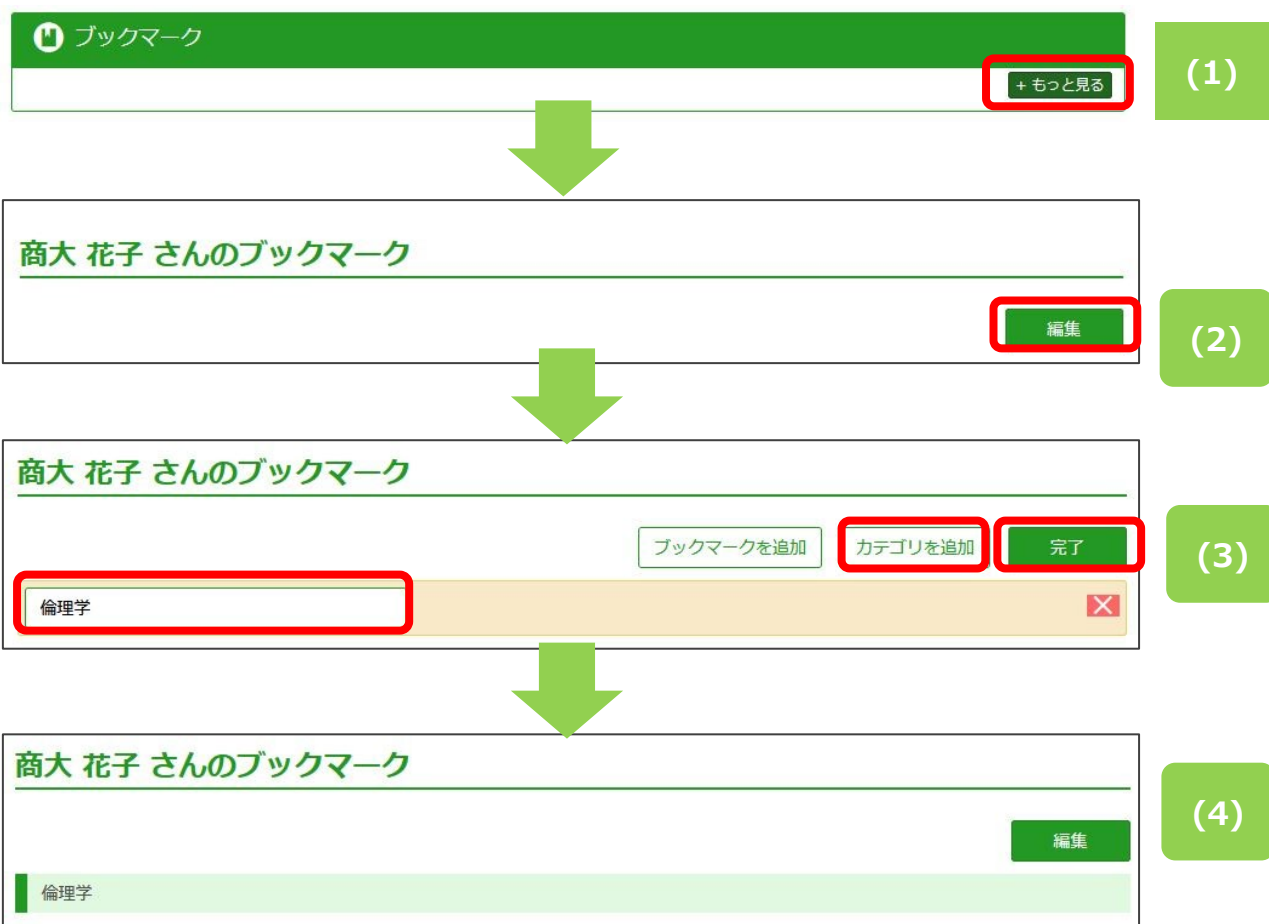 ブックマーク
+ もっと見る
(1)
商大 花子 さんのブックマーク
編集
(2)
商大 花子 さんのブックマーク
ブックマークを追加 カテゴリを追加 完了
(3)
倫理学
商大 花子 さんのブックマーク
(4)
編集
倫理学